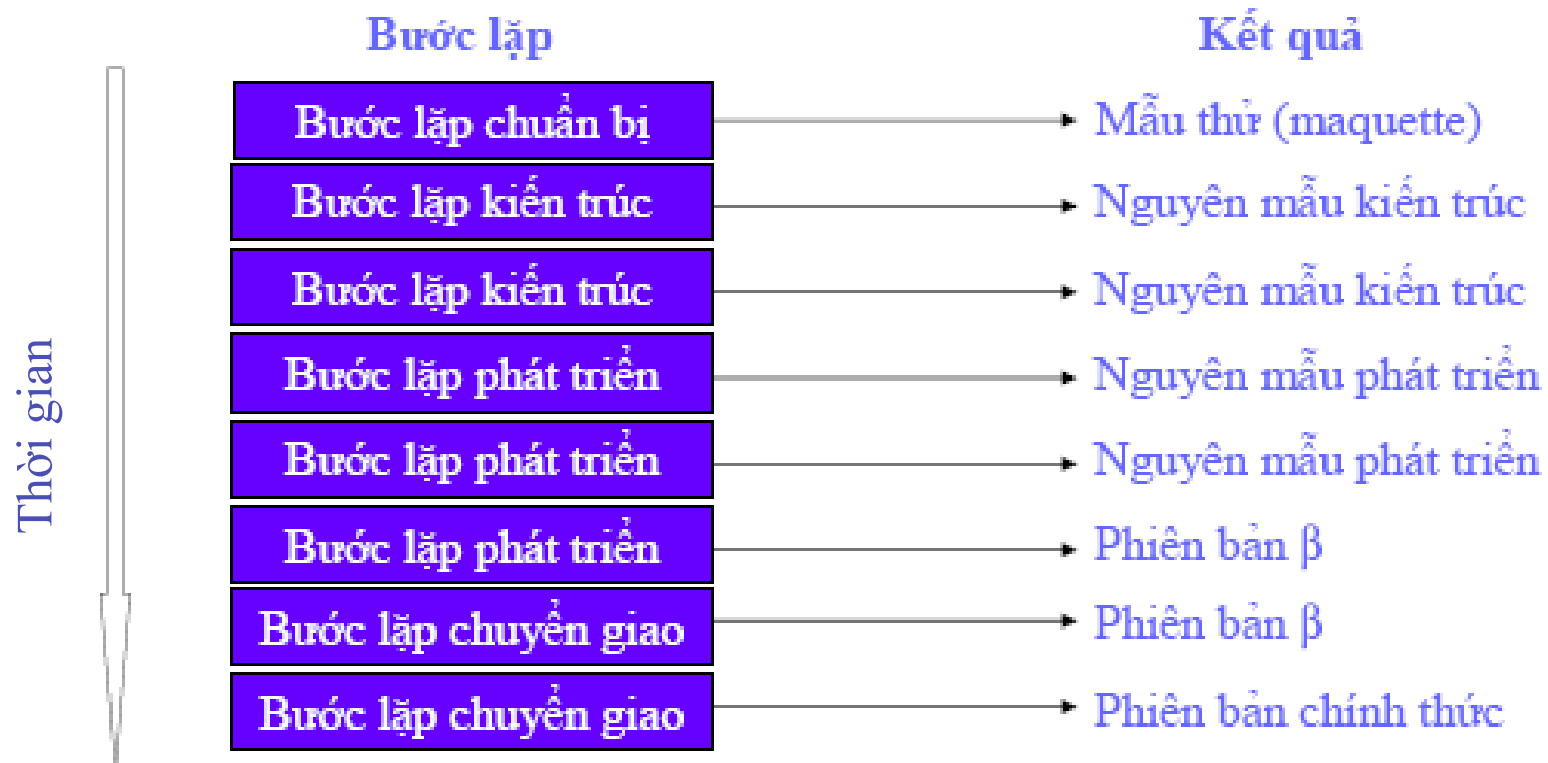 Bước lặp Kết quả
Bước lặp chuẩn bị Mẫu thử (maquette)
Bước lặp kiến trúc Nguyên mẫu kiến trúc
Bước lặp kiến trúc Nguyên mẫu kiến trúc
Bước lặp phát triển Nguyên mẫu phát triển
Bước lặp phát triển Nguyên mẫu phát triển
Bước lặp phát triển Phiên bản β
Bước lặp chuyển giao Phiên bản β
Bước lặp chuyển giao Phiên bản chính thức
Thời gian